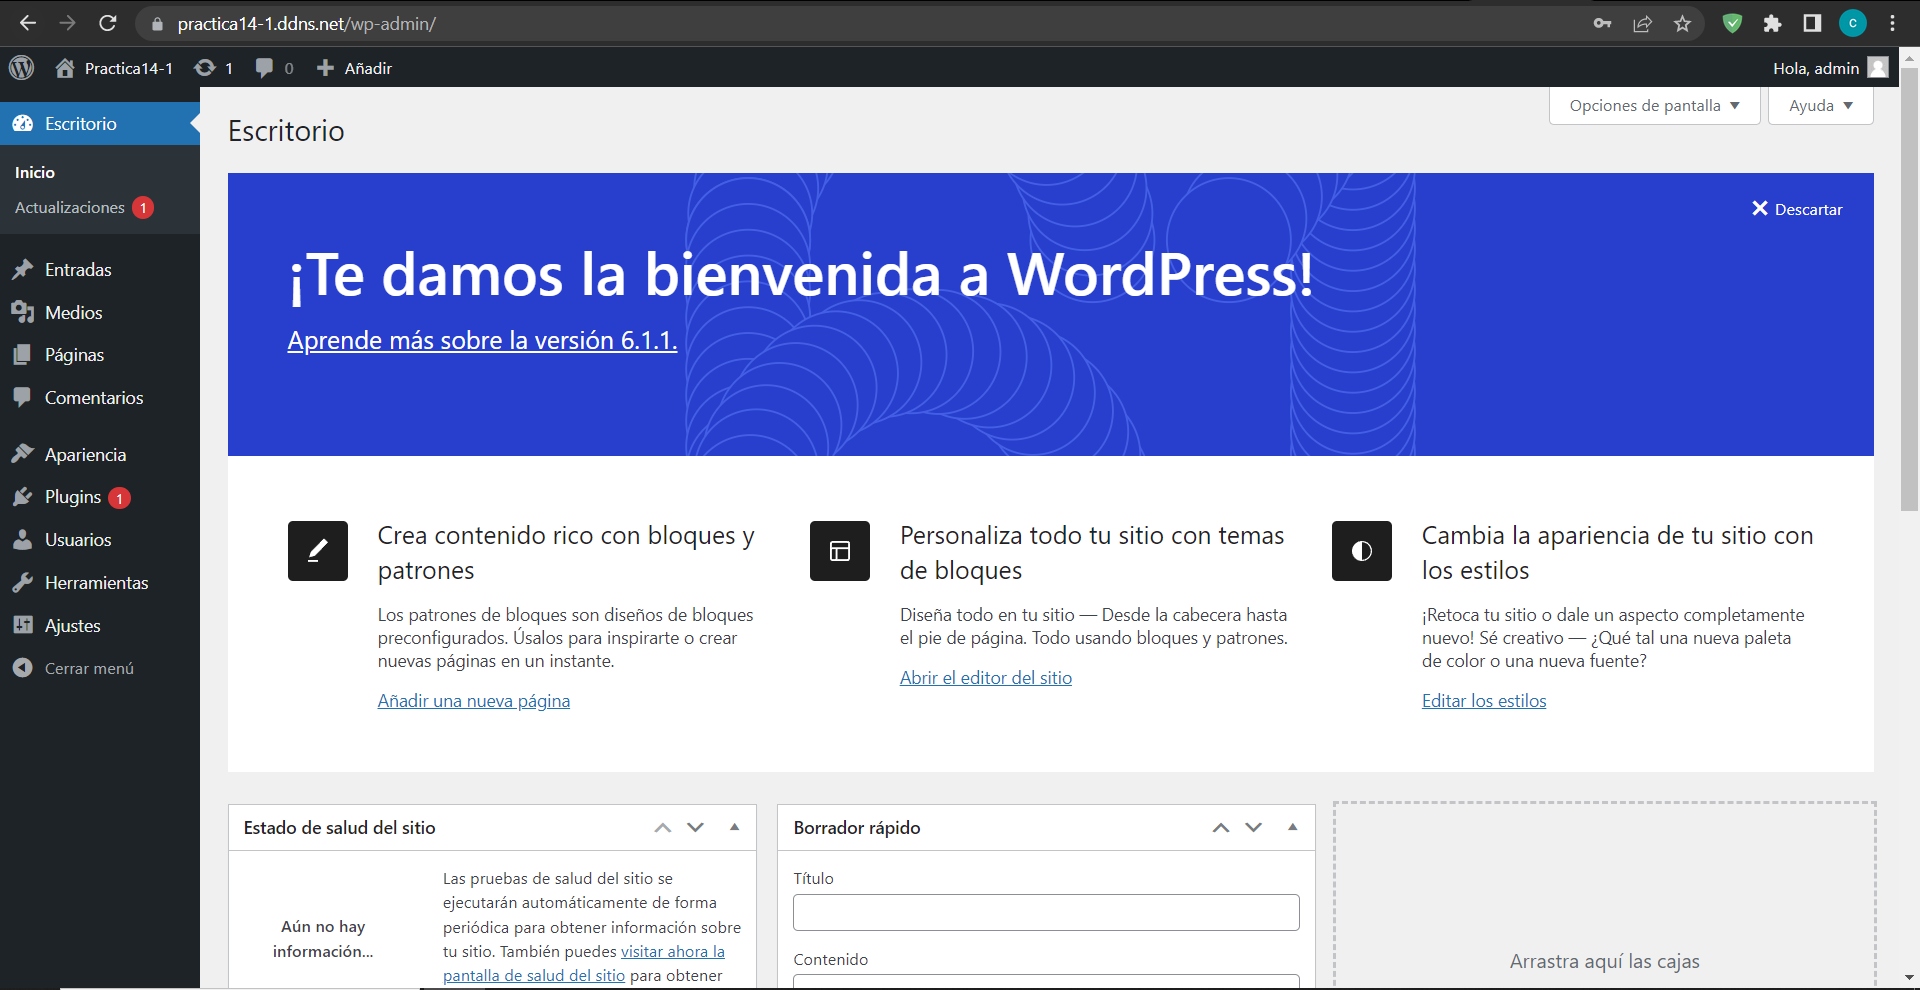 practica14-1.ddns.net/wp-admin/
c
Practica14-1
1
0
Añadir
Hola, admin
Escritorio
Inicio
Actualizaciones 1
Entradas
Medios
Páginas
Comentarios
Apariencia
Plugins 1
Usuarios
Herramientas
Ajustes
Cerrar menú
Opciones de pantalla
Ayuda
Escritorio
Descartar
¡Te damos la bienvenida a WordPress!
Aprende más sobre la versión 6.1.1.
Crea contenido rico con bloques y
patrones
Los patrones de bloques son diseños de bloques
preconfigurados. Úsalos para inspirarte o crear
nuevas páginas en un instante.
Añadir una nueva página
Personaliza todo tu sitio con temas
de bloques
Diseña todo en tu sitio — Desde la cabecera hasta
el pie de página. Todo usando bloques y patrones.
Abrir el editor del sitio
Cambia la apariencia de tu sitio con
los estilos
¡Retoca tu sitio o dale un aspecto completamente
nuevo! Sé creativo — ¿Qué tal una nueva paleta
de color o una nueva fuente?
Editar los estilos
Estado de salud del sitio
Aún no hay
información...
Las pruebas de salud del sitio se
ejecutarán automáticamente de forma
periódica para obtener información sobre
tu sitio. También puedes visitar ahora la
pantalla de salud del sitio para obtener
Borrador rápido
Título
Contenido
Arrastra aquí las cajas